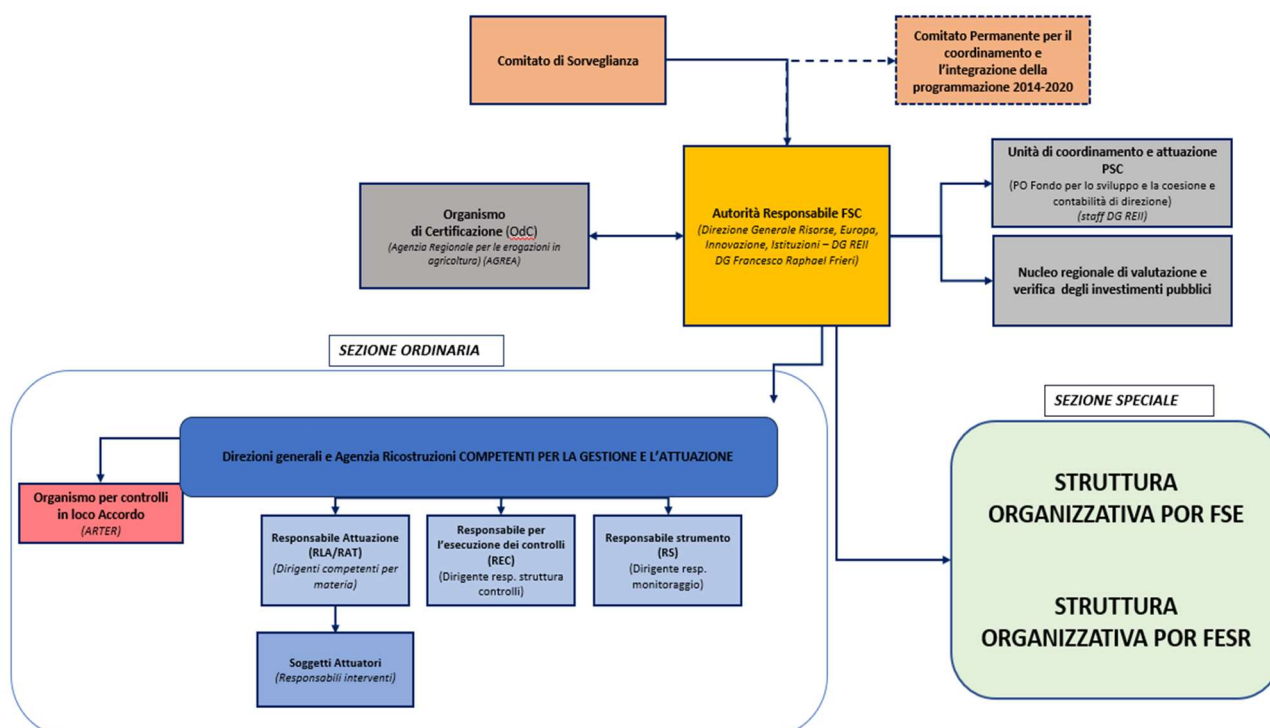 Comitato di Sorveglianza
Comitato Permanente per il
coordinamento e
l'integrazione della
programmazione 2014-2020
Organismo
di Certificazione (OdC)
(Agenzia Regionale per le erogazioni in
agricoltura) (AGREA)
Autorità Responsabile FSC
(Direzione Generale Risorse, Europa,
Innovazione, Istituzioni – DG REII
DG Francesco Raphael Frieri)
Unità di coordinamento e attuazione
PSC
(PO Fondo per lo sviluppo e la coesione e
contabilità di direzione)
(staff DG REII)
Nucleo regionale di valutazione e
verifica degli investimenti pubblici
SEZIONE ORDINARIA
Direzioni generali e Agenzia Ricostruzioni COMPETENTI PER LA GESTIONE E L'ATTUAZIONE
Organismo per controlli
in loco Accordo
(ARTER)
Responsabile Attuazione
(RLA/RAT)
(Dirigenti competenti per
materia)
Responsabile per
l'esecuzione dei controlli
(REC)
(Dirigente resp. struttura
controlli)
Responsabile strumento (RS)
(Dirigente resp.
monitoraggio)
Soggetti Attuatori
(Responsabili interventi)
SEZIONE SPECIALE
STRUTTURA
ORGANIZZATIVA POR FSE
STRUTTURA
ORGANIZZATIVA POR FESR